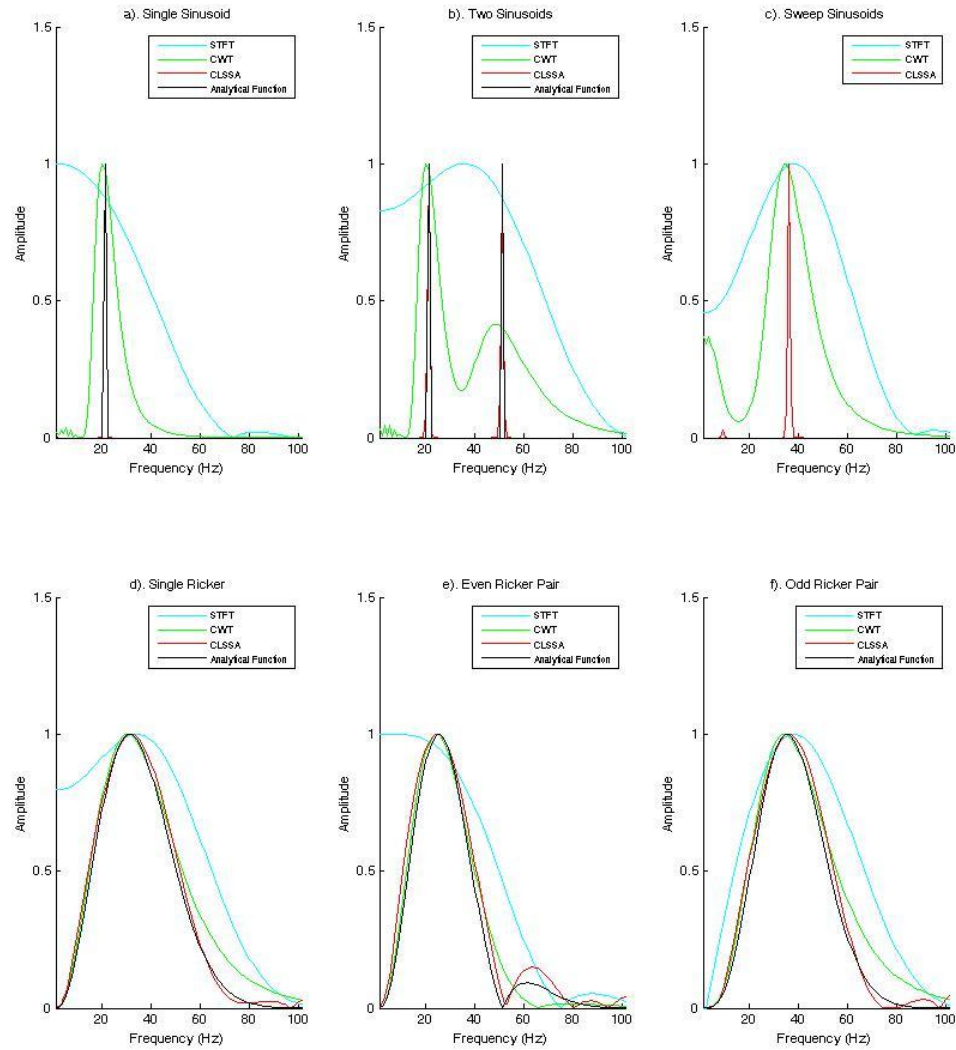 a). Single Sinusoid
1.5
1
0.5
0
Amplitude
20 40 60 80 100
Frequency (Hz)
STFT
CWT
CLSSA
Analytical Function
b). Two Sinusoids
1.5
1
0.5
0
Amplitude
20 40 60 80 100
Frequency (Hz)
STFT
CWT
CLSSA
Analytical Function
c). Sweep Sinusoids
1.5
1
0.5
0
Amplitude
20 40 60 80 100
Frequency (Hz)
STFT
CWT
CLSSA
d). Single Ricker
1.5
1
0.5
0
Amplitude
20 40 60 80 100
Frequency (Hz)
STFT
CWT
CLSSA
Analytical Function
e). Even Ricker Pair
1.5
1
0.5
0
Amplitude
20 40 60 80 100
Frequency (Hz)
STFT
CWT
CLSSA
Analytical Function
f). Odd Ricker Pair
1.5
1
0.5
0
Amplitude
20 40 60 80 100
Frequency (Hz)
STFT
CWT
CLSSA
Analytical Function